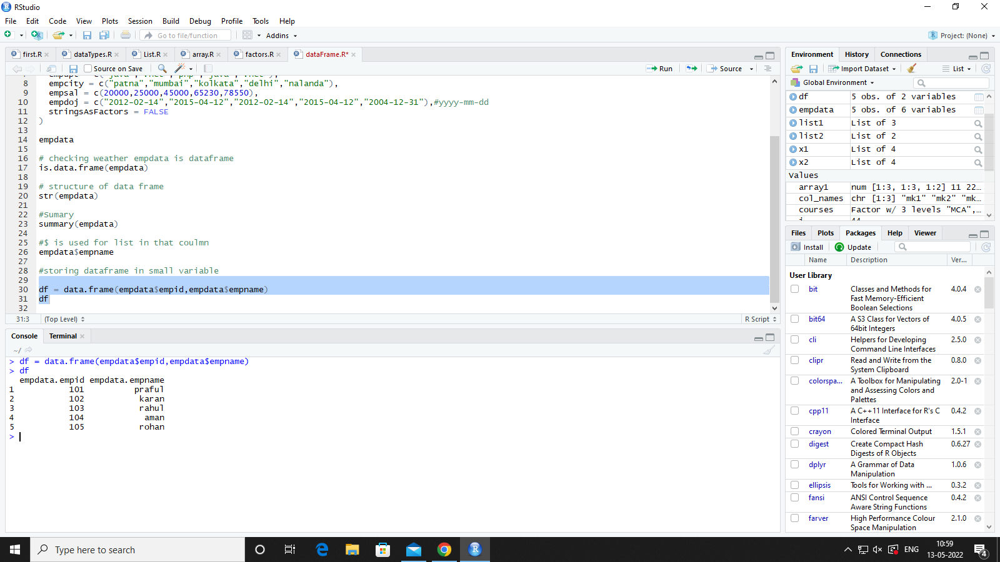 RStudio
File Edit Code View Plots Session Build Debug Profile Tools Help
Go to file/function Addins Project: (None)
first.R dataTypes.R List.R array.R factors.R dataFrame.R*
Source on Save Run Source
8 empcity = c("patna","mumbai","kolkata","delhi","nalanda"),
9 empsal = c(20000,25000,45000,65230,78550),
10 empdoj = c("2012-02-14","2015-04-12","2012-02-14","2015-04-12","2004-12-31"),#yyyy-mm-dd
11 stringsAsFactors = FALSE
12 )
13
14 empdata
15
16 # checking weather empdata is dataframe
17 is.data.frame(empdata)
18
19 # structure of data frame
20 str(empdata)
21
22 #Sumary
23 summary(empdata)
24
25 #$ is used for list in that coulmn
26 empdata$empname
27
28 #storing dataframe in small variable
29
30 df = data.frame(empdata$empid,empdata$empname)
31 df
32
31:3 (Top Level) R Script
Console Terminal
~/
> df = data.frame(empdata$empid,empdata$empname)
> df
empdata.empid empdata.empname
1 101 praful
2 102 karan
3 103 rahul
4 104 aman
5 105 rohan
>
Environment History Connections
Import Dataset List
Global Environment
df 5 obs. of 2 variables
empdata 5 obs. of 6 variables
list1 List of 3
list2 List of 2
x1 List of 4
x2 List of 4
Values
array1 num [1:3, 1:3, 1:2] 11 22…
col_names chr [1:3] "mk1" "mk2" "mk…
courses Factor w/ 3 levels "MCA",…
Files Plots Packages Help Viewer
Install Update
Name Description Ver...
User Library
bit Classes and Methods for 4.0.4
Fast Memory-Efficient
Boolean Selections
bit64 A S3 Class for Vectors of 4.0.5
64bit Integers
cli Helpers for Developing 2.5.0
Command Line Interfaces
clipr Read and Write from the 0.8.0
System Clipboard
colorspa... A Toolbox for Manipulating 2.0-1
and Assessing Colors and
Palettes
cpp11 A C++11 Interface for R's C 0.4.2
Interface
crayon Colored Terminal Output 1.5.1
digest Create Compact Hash 0.6.27
Digests of R Objects
dplyr A Grammar of Data 1.0.6
Manipulation
ellipsis Tools for Working with ... 0.3.2
fansi ANSI Control Sequence 0.4.2
Aware String Functions
farver High Performance Colour 2.1.0
Space Manipulation
Type here to search
ENG
10:59
13-05-2022
4